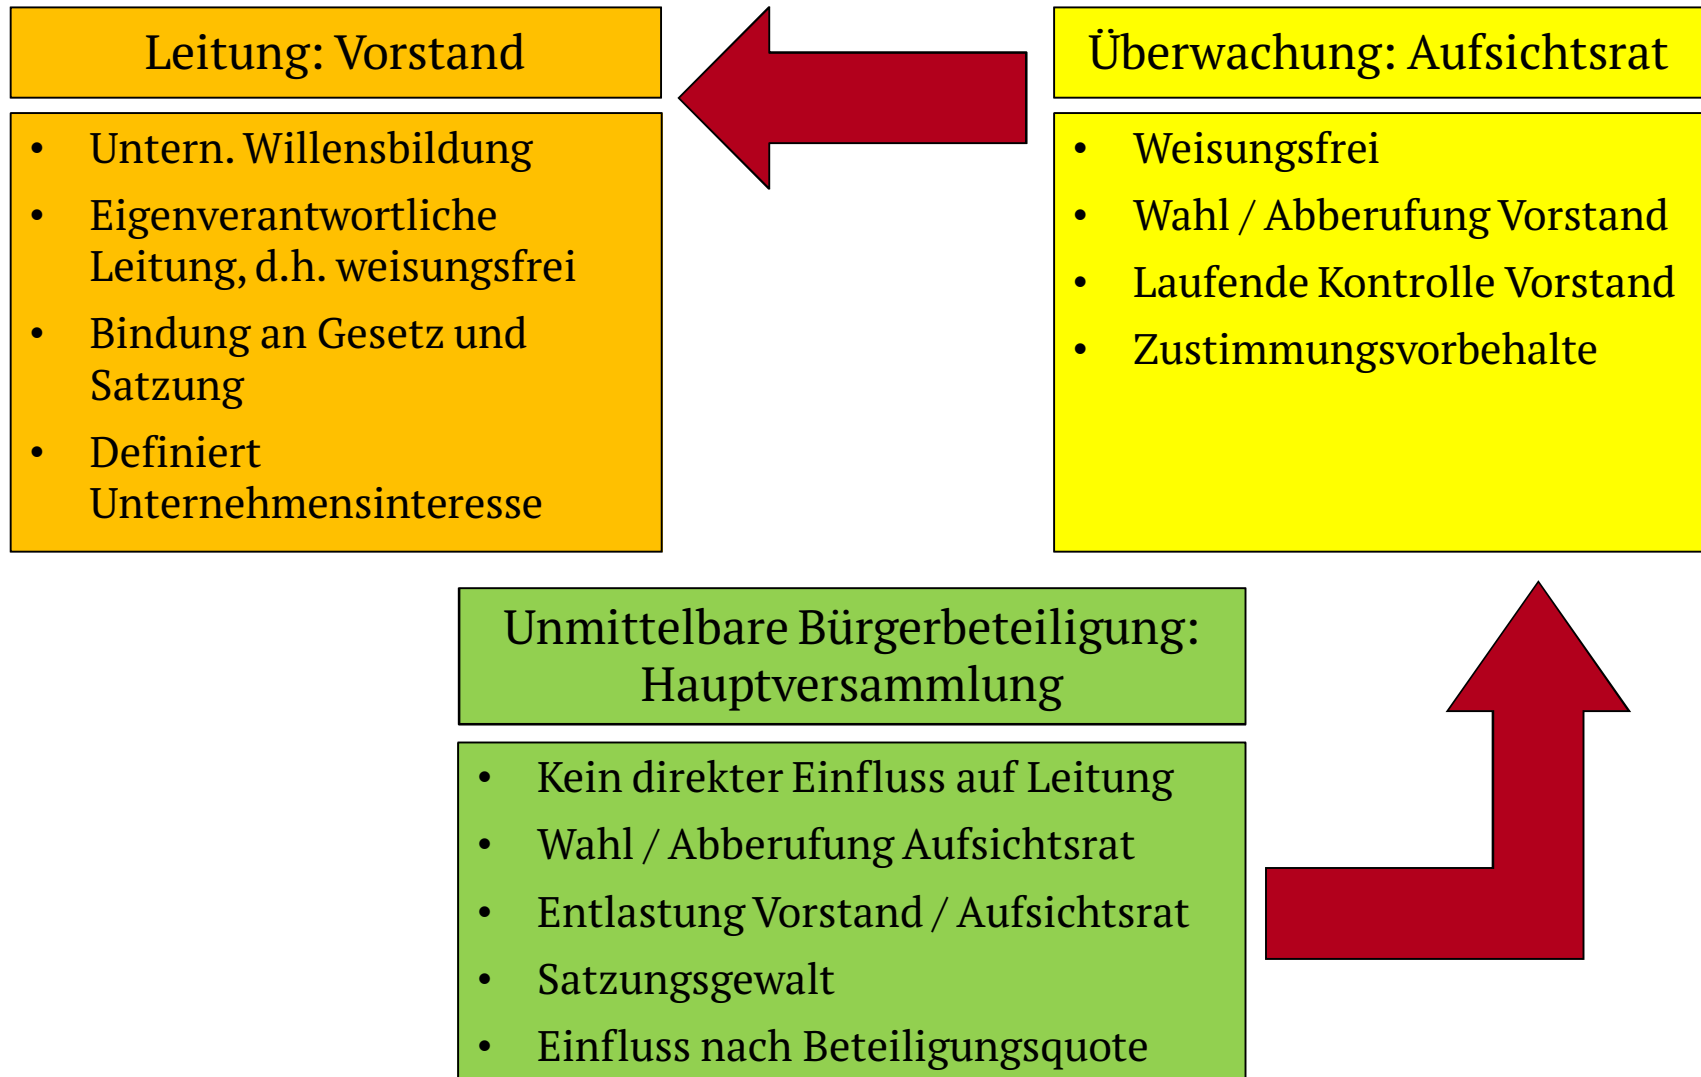 Leitung: Vorstand
• Untern. Willensbildung
• Eigenverantwortliche
Leitung, d.h. weisungsfrei
• Bindung an Gesetz und
Satzung
• Definiert
Unternehmensinteresse
Überwachung: Aufsichtsrat
• Weisungsfrei
• Wahl / Abberufung Vorstand
• Laufende Kontrolle Vorstand
• Zustimmungsvorbehalte
Unmittelbare Bürgerbeteiligung:
Hauptversammlung
• Kein direkter Einfluss auf Leitung
• Wahl / Abberufung Aufsichtsrat
• Entlastung Vorstand / Aufsichtsrat
• Satzungsgewalt
• Einfluss nach Beteiligungsquote